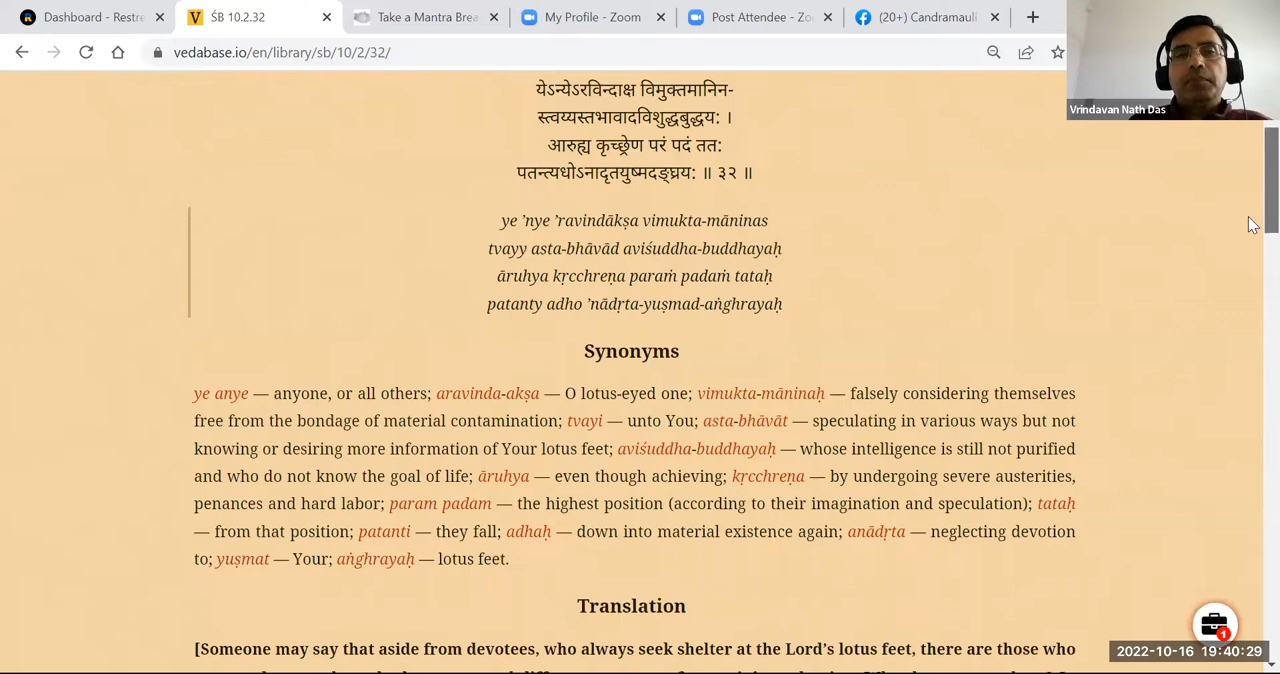 Dashboard - Restre
ŚB 10.2.32
Take a Mantra Brea
My Profile - Zoom
Post Attendee - Zo
(20+) Candramauli
vedabase.io/en/library/sb/10/2/32/
Vrindavan Nath Das
येऽन्येऽरविन्दाक्ष विमुक्तमानिन-
स्त्वय्यस्तभावादविशुद्धबुद्धय: ।
आरुह्य कृच्छ्रेण परं पदं तत:
पतन्त्यधोऽनादृतयुष्मदङ्‍घ्रय: ॥ ३२ ॥
ye ’nye ’ravindākṣa vimukta-māninas
tvayy asta-bhāvād aviśuddha-buddhayaḥ
āruhya kṛcchreṇa paraṁ padaṁ tataḥ
patanty adho ’nādṛta-yuṣmad-aṅghrayaḥ
Synonyms
ye anye — anyone, or all others; aravinda-akṣa — O lotus-eyed one; vimukta-māninaḥ — falsely considering themselves
free from the bondage of material contamination; tvayi — unto You; asta-bhāvāt — speculating in various ways but not
knowing or desiring more information of Your lotus feet; aviśuddha-buddhayaḥ — whose intelligence is still not purified
and who do not know the goal of life; āruhya — even though achieving; kṛcchreṇa — by undergoing severe austerities,
penances and hard labor; param padam — the highest position (according to their imagination and speculation); tataḥ
— from that position; patanti — they fall; adhaḥ — down into material existence again; anādṛta — neglecting devotion
to; yuṣmat — Your; aṅghrayaḥ — lotus feet.
Translation
[Someone may say that aside from devotees, who always seek shelter at the Lord’s lotus feet, there are those who
1
2022-10-16 19:40:29